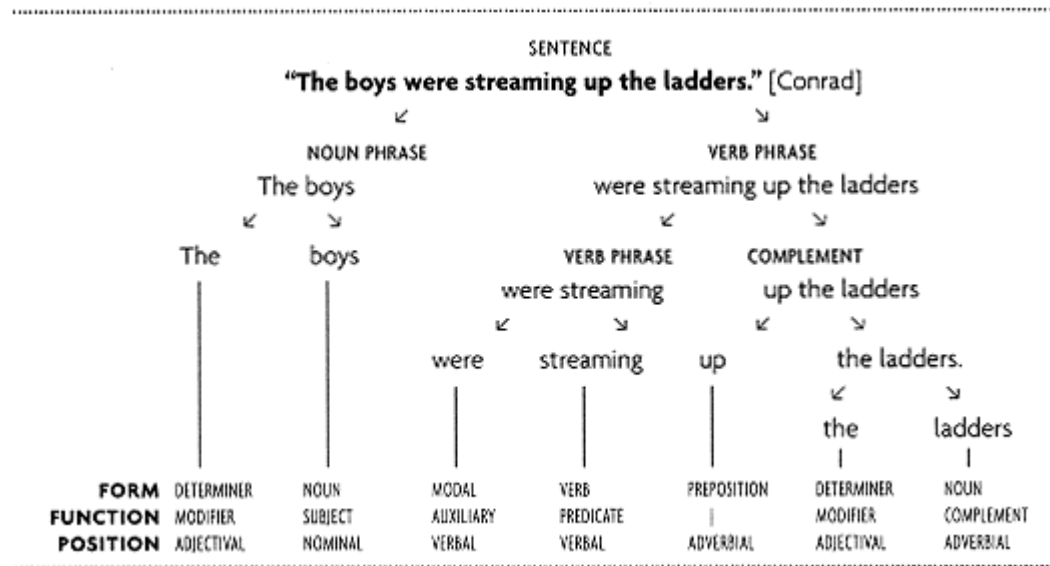 SENTENCE
“The boys were streaming up the ladders.” [Conrad]
NOUN PHRASE VERB PHRASE
The boys were streaming up the ladders
The boys VERB PHRASE COMPLEMENT
were streaming up the ladders
were streaming up the ladders.
the ladders
FORM DETERMINER NOUN MODAL VERB PREPOSITION DETERMINER NOUN
FUNCTION MODIFIER SUBJECT AUXILIARY PREDICATE | MODIFIER COMPLEMENT
POSITION ADJECTIVAL NOMINAL VERBAL VERBAL ADVERBIAL ADJECTIVAL ADVERBIAL